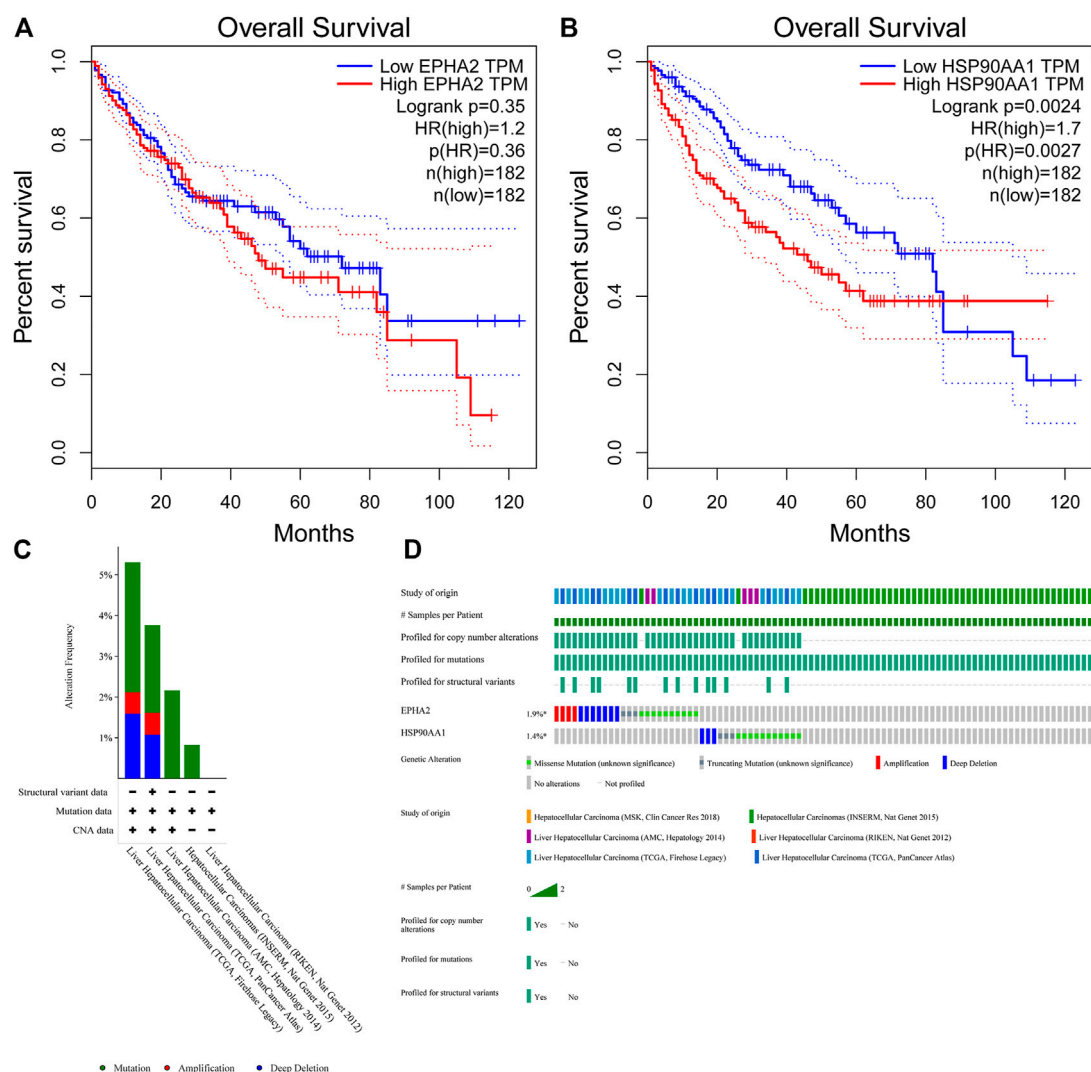 A
Overall Survival
Low EPHA2 TPM
High EPHA2 TPM
Logrank p=0.35
HR(high)=1.2
p(HR)=0.36
n(high)=182
n(low)=182
Percent survival
1.0
0.8
0.6
0.4
0.2
0.0
0 20 40 60 80 100 120
Months
B
Overall Survival
Low HSP90AA1 TPM
High HSP90AA1 TPM
Logrank p=0.0024
HR(high)=1.7
p(HR)=0.0027
n(high)=182
n(low)=182
Percent survival
1.0
0.8
0.6
0.4
0.2
0.0
0 20 40 60 80 100 120
Months
C
Alteration Frequency
5%
4%
3%
2%
1%
Structural variant data - + - - -
Mutation data + + + + +
CNA data + + + - -
Liver Hepatocellular Carcinoma (TCGA, Firehose Legacy)
Liver Hepatocellular Carcinoma (TCGA, PanCancer Atlas)
Liver Hepatocellular Carcinoma (AMC, Hepatology 2014)
Hepatocellular Carcinomas (INSERM, Nat Genet 2015)
Liver Hepatocellular Carcinoma (RIKEN, Nat Genet 2012)
Mutation Amplification Deep Deletion
D
Study of origin
# Samples per Patient
Profiled for copy number alterations
Profiled for mutations
Profiled for structural variants
EPHA2 1.9%*
HSP90AA1 1.4%*
Genetic Alteration Missense Mutation (unknown significance) Truncating Mutation (unknown significance) Amplification Deep Deletion
No alterations – Not profiled
Study of origin Hepatocellular Carcinoma (MSK, Clin Cancer Res 2018) Hepatocellular Carcinomas (INSERM, Nat Genet 2015)
Liver Hepatocellular Carcinoma (AMC, Hepatology 2014) Liver Hepatocellular Carcinoma (RIKEN, Nat Genet 2012)
Liver Hepatocellular Carcinoma (TCGA, Firehose Legacy) Liver Hepatocellular Carcinoma (TCGA, PanCancer Atlas)
# Samples per Patient 0 2
Profiled for copy number
alterations Yes – No
Profiled for mutations Yes – No
Profiled for structural variants Yes No